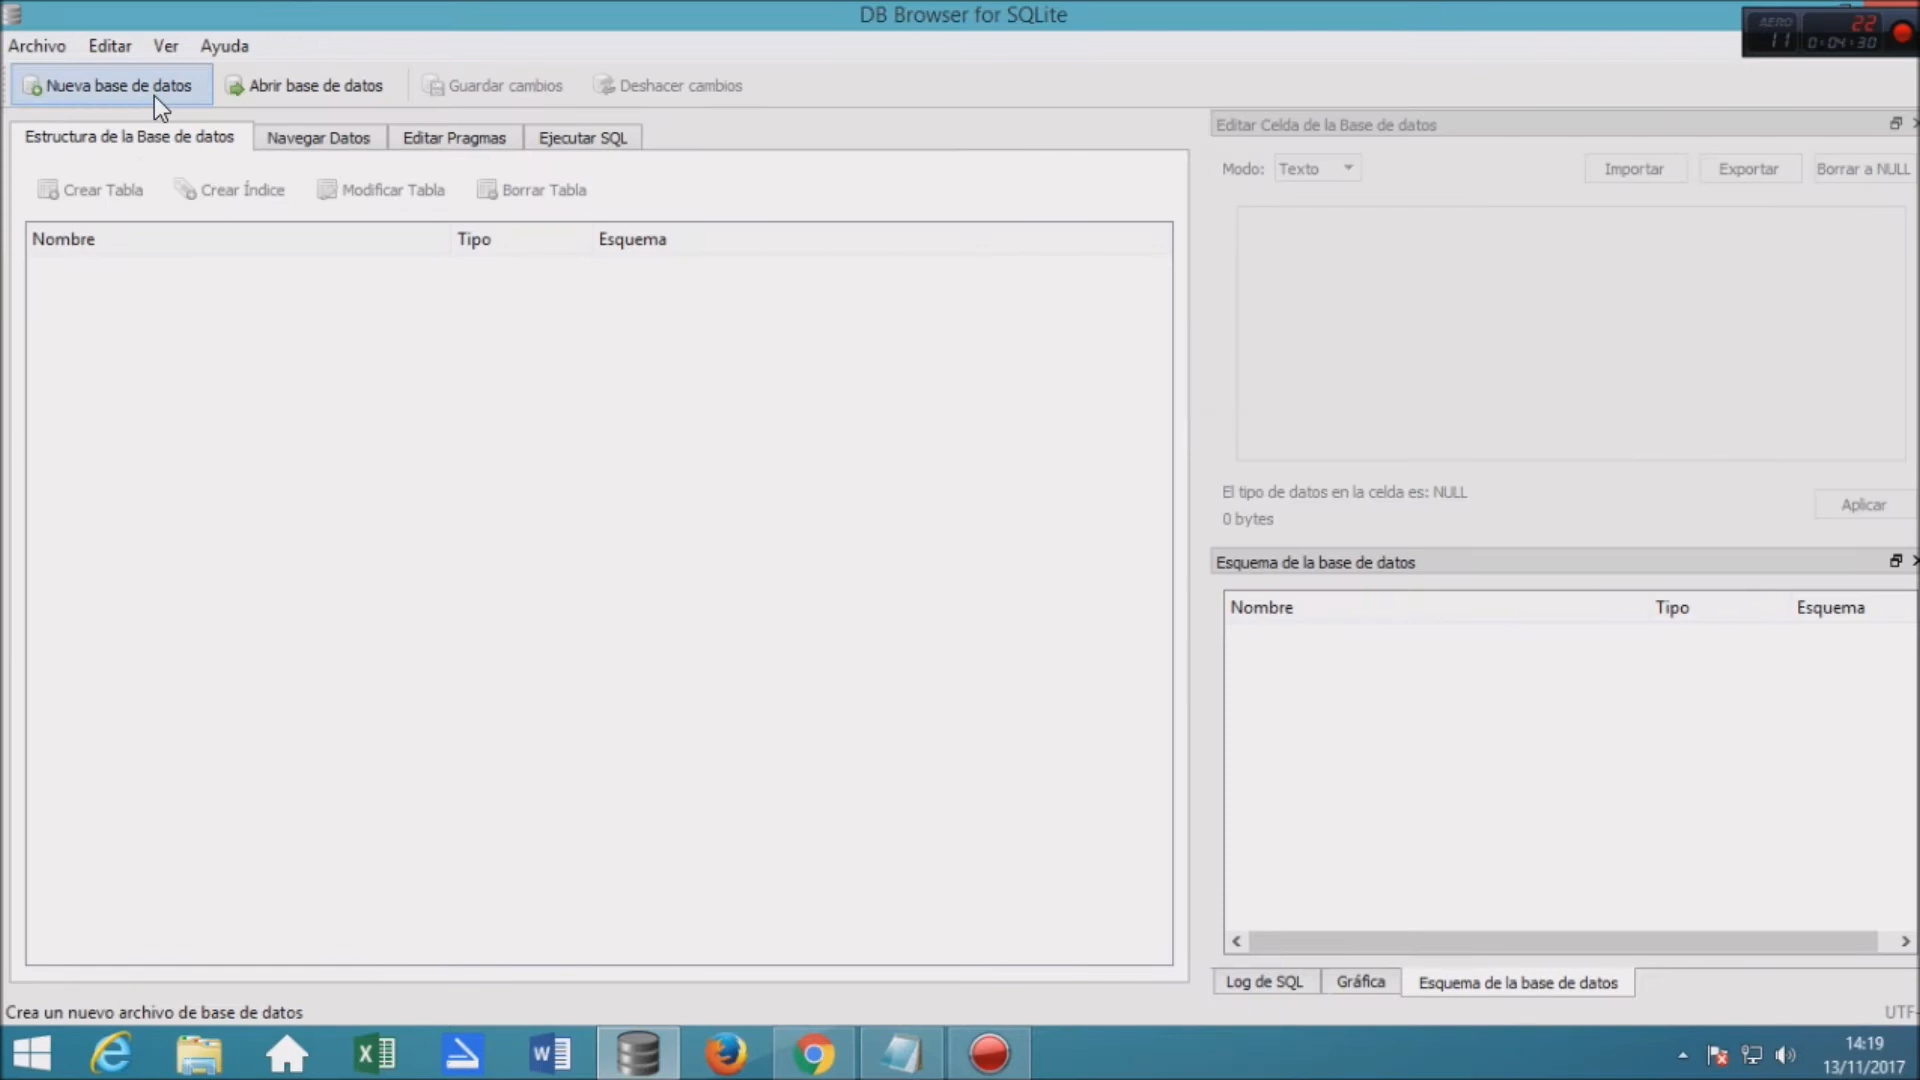 DB Browser for SQLite
AERO 22
11 0:04:30
Archivo Editar Ver Ayuda
Nueva base de datos Abrir base de datos Guardar cambios Deshacer cambios
Estructura de la Base de datos Navegar Datos Editar Pragmas Ejecutar SQL
Crear Tabla Crear Índice Modificar Tabla Borrar Tabla
Nombre Tipo Esquema
Editar Celda de la Base de datos
Modo: Texto Importar Exportar Borrar a NULL
El tipo de datos en la celda es: NULL
0 bytes
Aplicar
Esquema de la base de datos
Nombre Tipo Esquema
Log de SQL Gráfica Esquema de la base de datos
Crea un nuevo archivo de base de datos
UTF-
14:19
13/11/2017